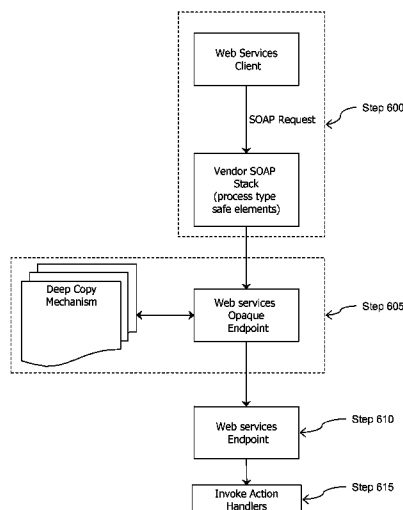 Web Services
Client
Step 600
SOAP Request
Vendor SOAP
Stack
(process type
safe elements)
Deep Copy
Mechanism
Web services
Opaque
Endpoint
Step 605
Web services
Endpoint
Step 610
Invoke Action
Handlers
Step 615